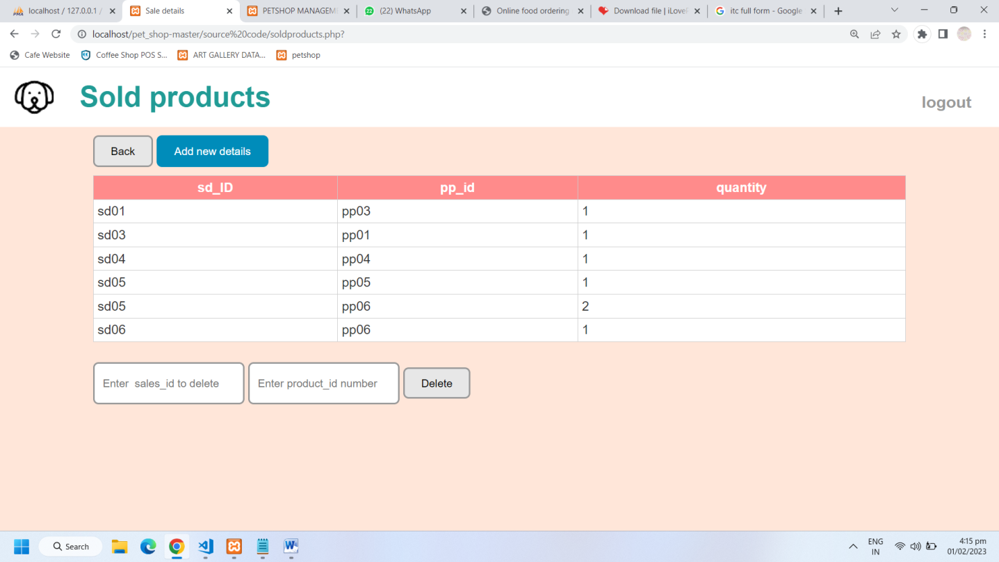 localhost / 127.0.0.1 /
Sale details
PETSHOP MANAGEM
(22) WhatsApp
Online food ordering
Download file | iLoveP
itc full form - Google
localhost/pet_shop-master/source%20code/soldproducts.php?
Cafe Website
Coffee Shop POS S...
ART GALLERY DATA...
petshop
Sold products
logout
Back Add new details
sd_ID pp_id quantity
sd01 pp03 1
sd03 pp01 1
sd04 pp04 1
sd05 pp05 1
sd05 pp06 2
sd06 pp06 1
Enter sales_id to delete Enter product_id number Delete
Search
ENG
IN
4:15 pm
01/02/2023